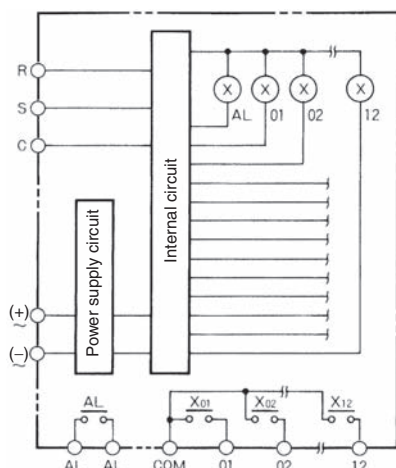 R
S
C
X
X
X
X
AL.
01
02
12
Internal circuit
Power supply circuit
(+)
~
(−)
~
AL.
X01
X02
X12
AL.
AL.
COM
01
02
12